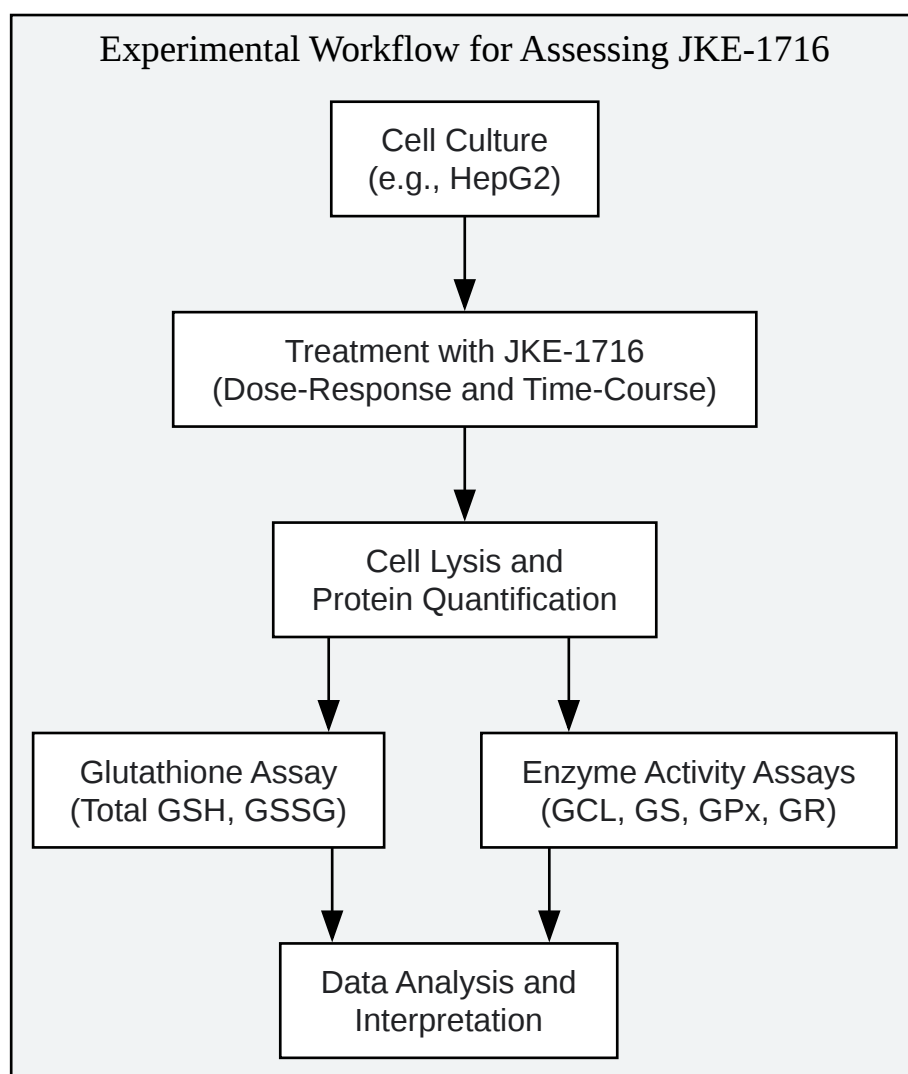 Experimental Workflow for Assessing JKE-1716
Cell Culture
(e.g., HepG2)
Treatment with JKE-1716
(Dose-Response and Time-Course)
Cell Lysis and
Protein Quantification
Glutathione Assay
(Total GSH, GSSG)
Enzyme Activity Assays
(GCL, GS, GPx, GR)
Data Analysis and
Interpretation